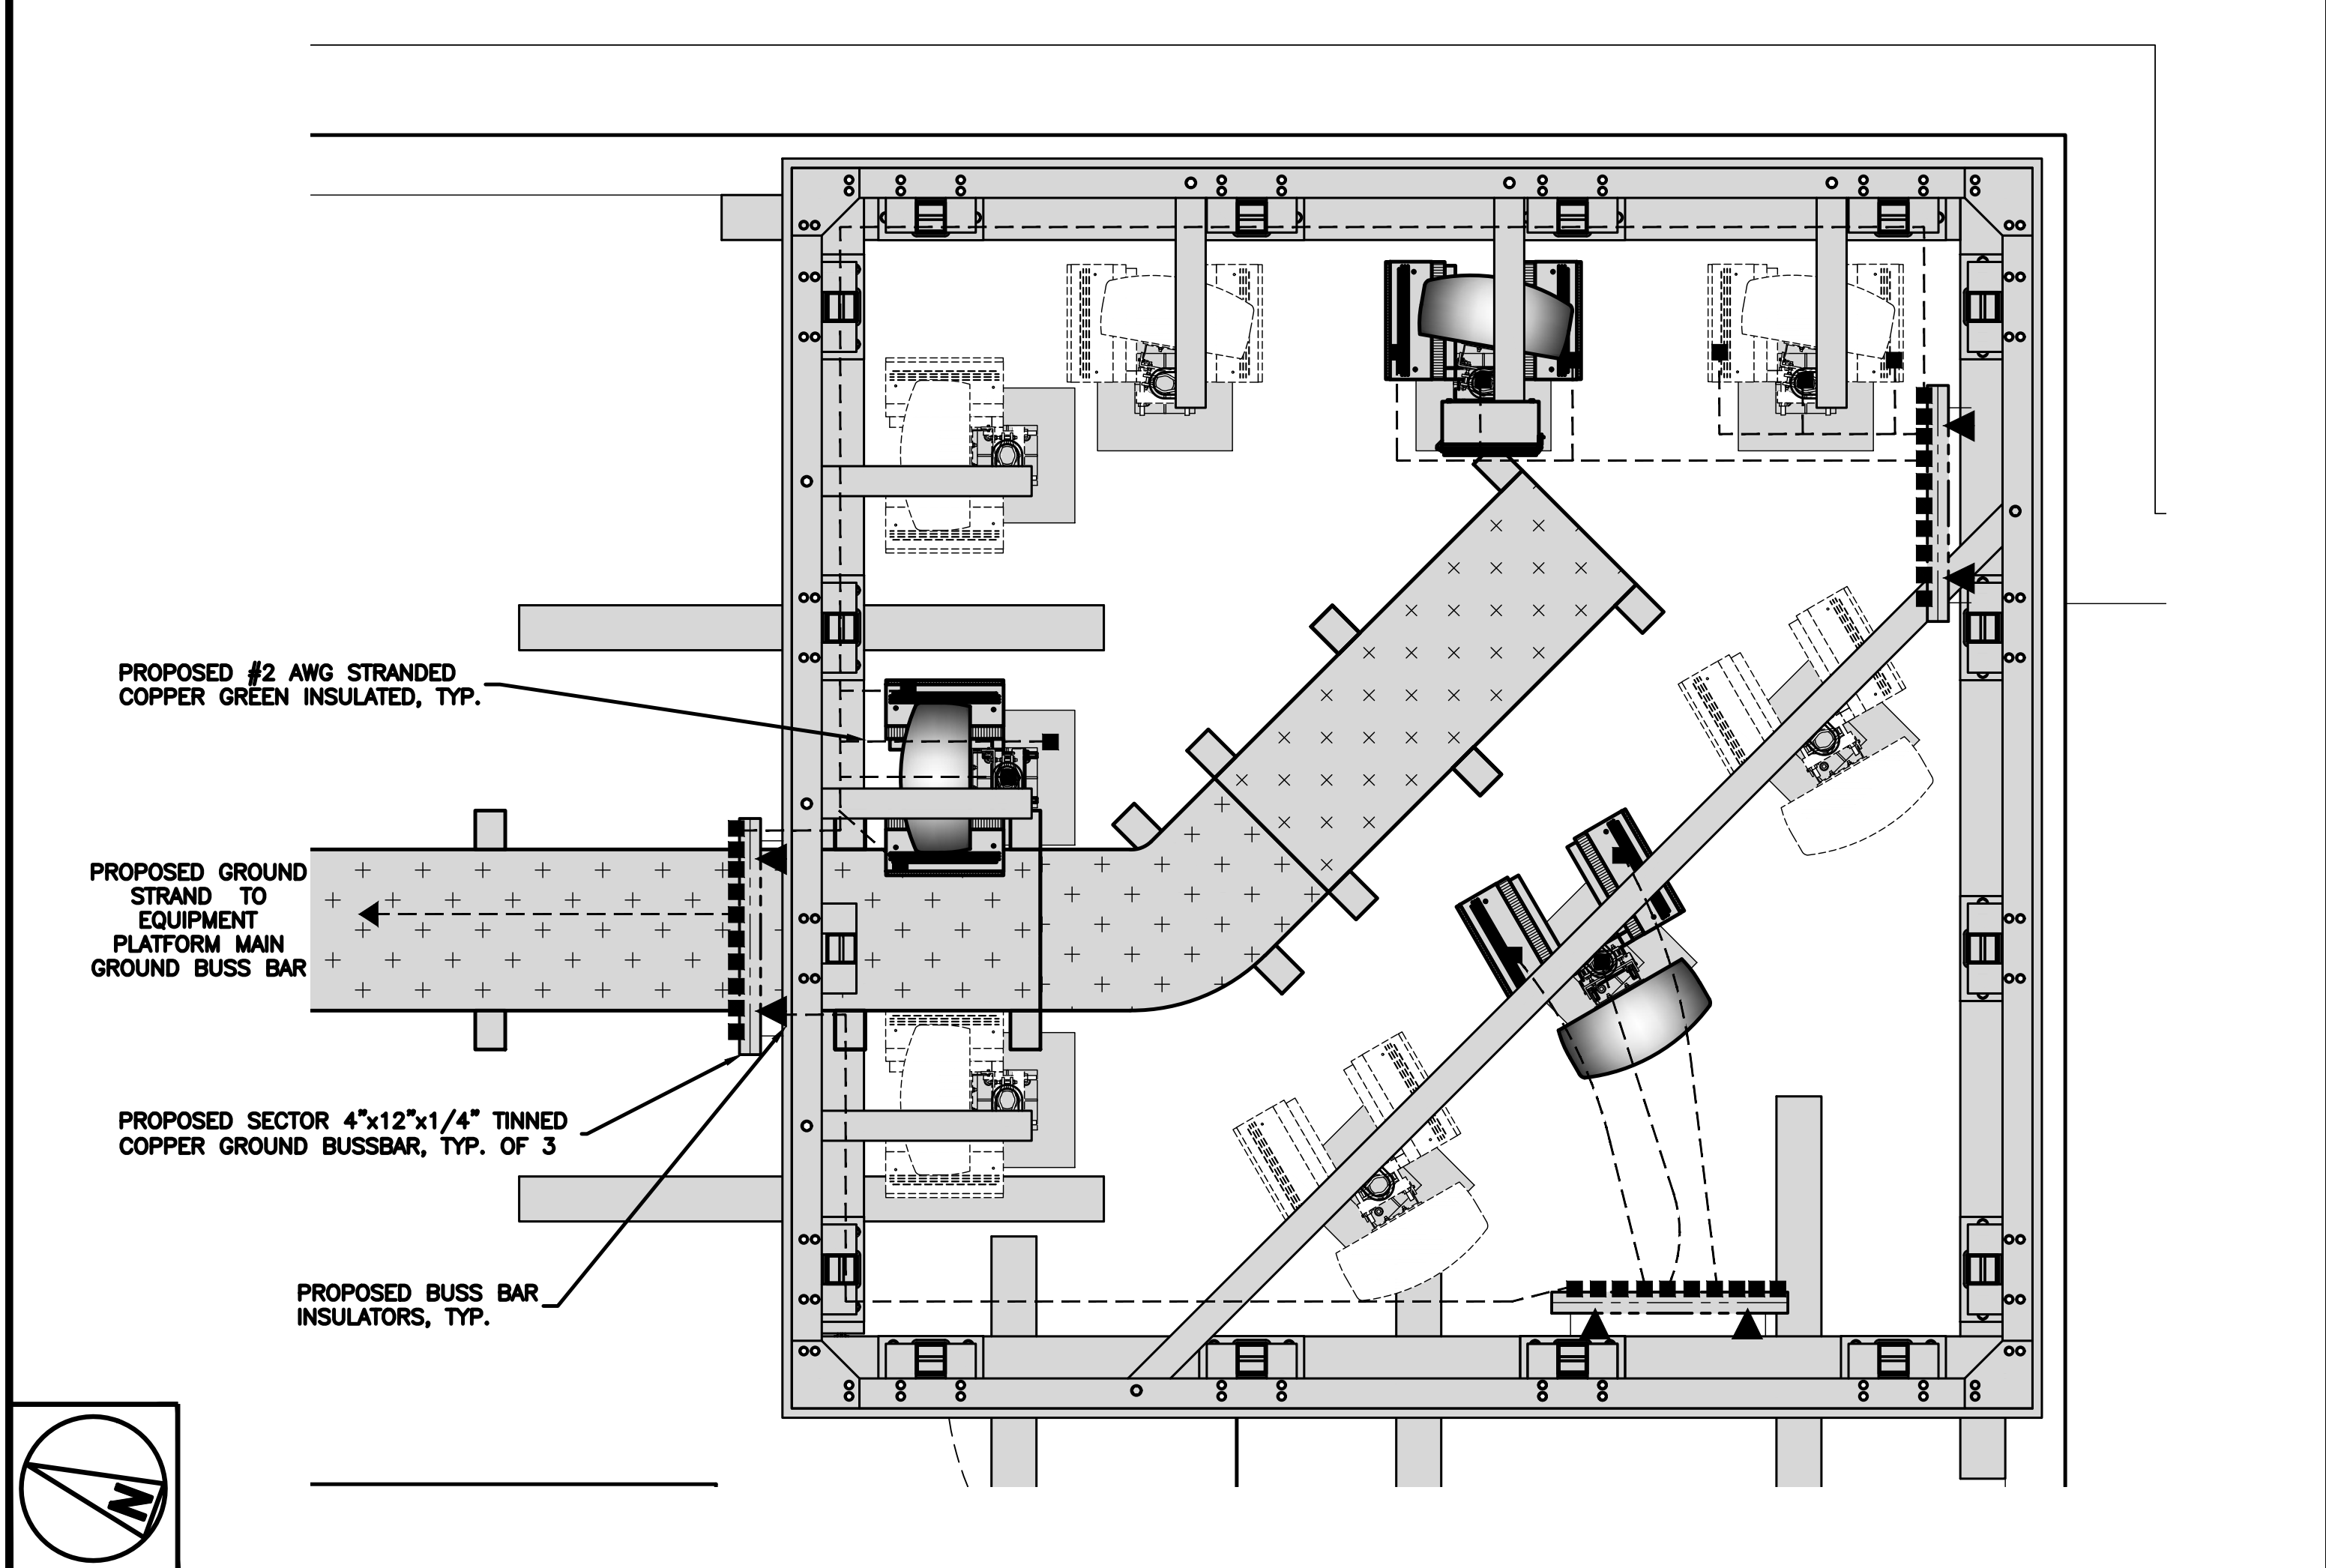 PROPOSED #2 AWG STRANDED
COPPER GREEN INSULATED, TYP.
PROPOSED GROUND
STRAND TO
EQUIPMENT
PLATFORM MAIN
GROUND BUSS BAR
PROPOSED SECTOR 4"x12"x1/4" TINNED
COPPER GROUND BUSSBAR, TYP. OF 3
PROPOSED BUSS BAR
INSULATORS, TYP.
N